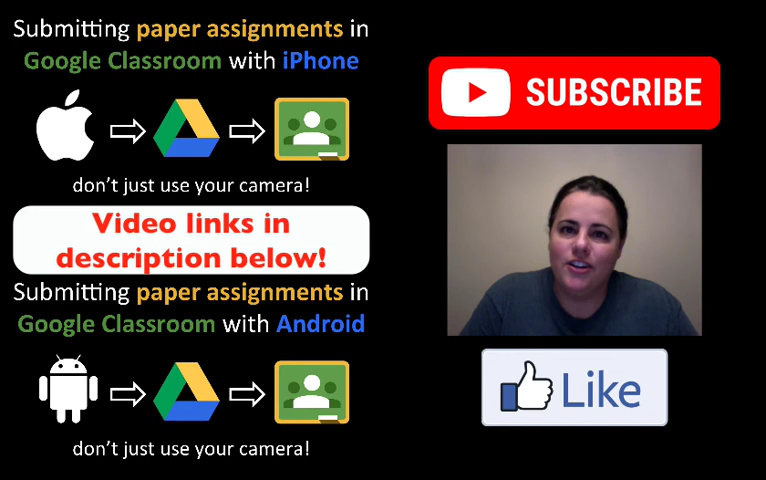 Submitting paper assignments in
Google Classroom with iPhone
don't just use your camera!
Video links in
description below!
Submitting paper assignments in
Google Classroom with Android
don't just use your camera!
SUBSCRIBE
Like